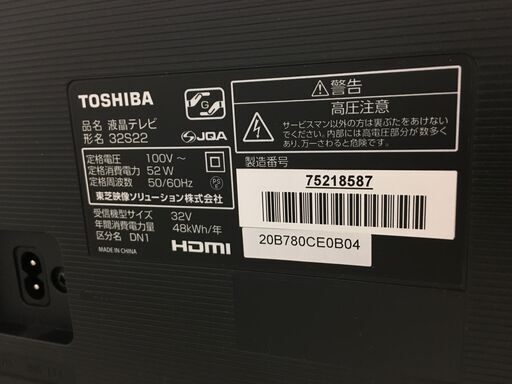 TOSHIBA
品名 液晶テレビ
形名 32S22
G
JQA
定格電圧 100V～
定格消費電力 52W
定格周波数 50/60Hz
PS
E
東芝映像ソリューション株式会社
受信機型サイズ 32V
年間消費電力量 48kWh/年
区分名 DN1
MADE IN CHINA
HDMI
警告
高圧注意
サービスマン以外の方は裏ぶたをあけない
でください。内部には高電圧部分が数多く
あり、万一さわると危険です。
製造番号
75218587
20B780CE0B04